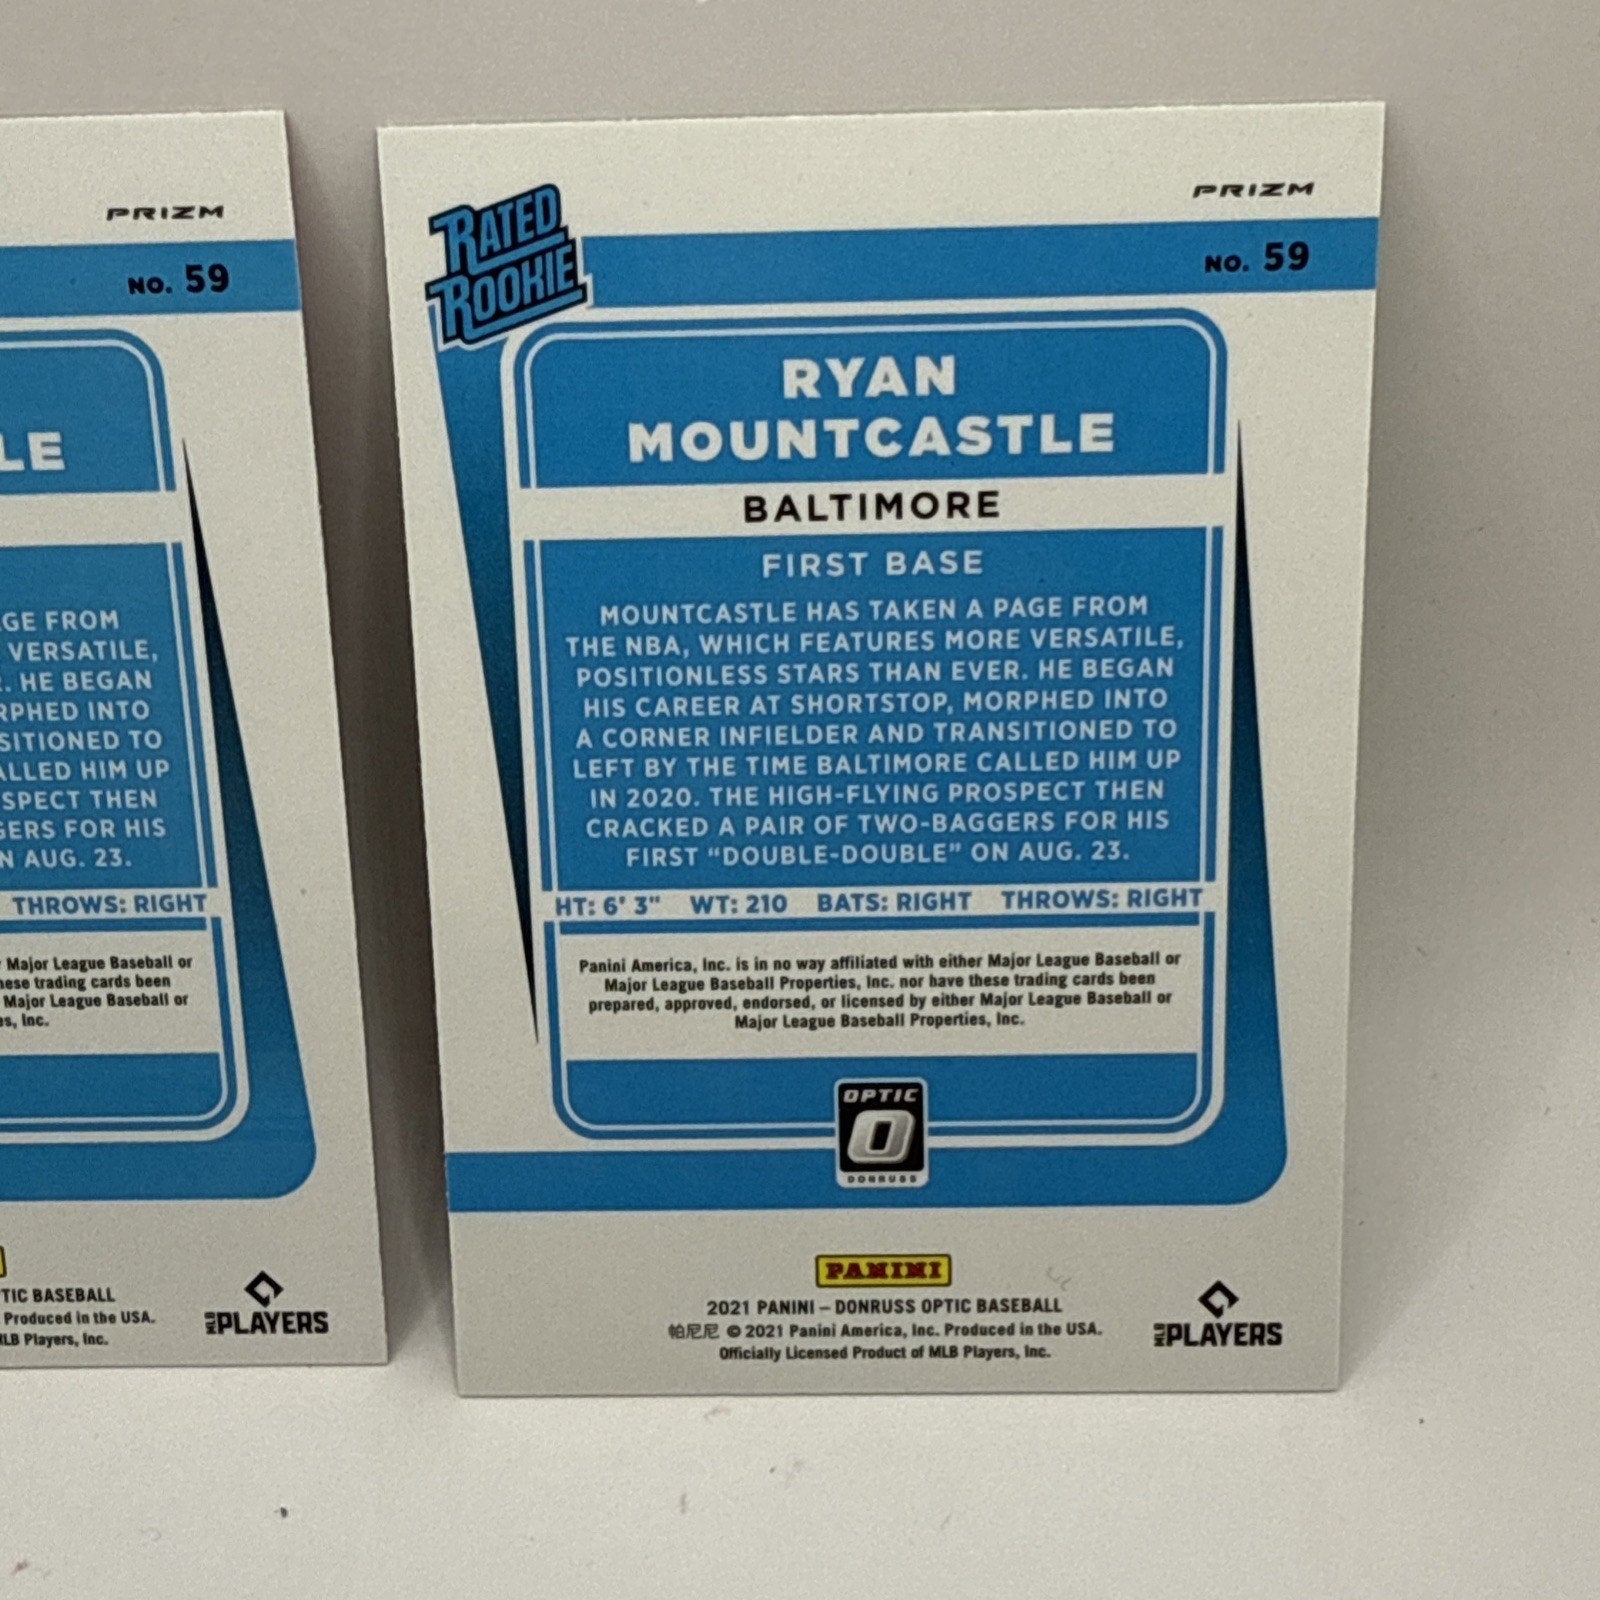 PRIZM
NO. 59
LE
GE FROM
VERSATILE,
. HE BEGAN
RPHED INTO
SITIONED TO
ALLED HIM UP
SPECT THEN
GERS FOR HIS
N AUG. 23.
THROWS: RIGHT
Major League Baseball or
hese trading cards been
Major League Baseball or
es, Inc.
TIC BASEBALL
Produced in the USA.
MLB Players, Inc.
MLB PLAYERS
PRIZM
RATED
ROOKIE
NO. 59
RYAN
MOUNTCASTLE
BALTIMORE
FIRST BASE
MOUNTCASTLE HAS TAKEN A PAGE FROM
THE NBA, WHICH FEATURES MORE VERSATILE,
POSITIONLESS STARS THAN EVER. HE BEGAN
HIS CAREER AT SHORTSTOP, MORPHED INTO
A CORNER INFIELDER AND TRANSITIONED TO
LEFT BY THE TIME BALTIMORE CALLED HIM UP
IN 2020. THE HIGH-FLYING PROSPECT THEN
CRACKED A PAIR OF TWO-BAGGERS FOR HIS
FIRST “DOUBLE-DOUBLE” ON AUG. 23.
HT: 6' 3" WT: 210 BATS: RIGHT THROWS: RIGHT
Panini America, Inc. is in no way affiliated with either Major League Baseball or
Major League Baseball Properties, Inc. nor have these trading cards been
prepared, approved, endorsed, or licensed by either Major League Baseball or
Major League Baseball Properties, Inc.
OPTIC
DONRUSS
PANINI
2021 PANINI – DONRUSS OPTIC BASEBALL
帕尼尼 © 2021 Panini America, Inc. Produced in the USA.
Officially Licensed Product of MLB Players, Inc.
MLB PLAYERS